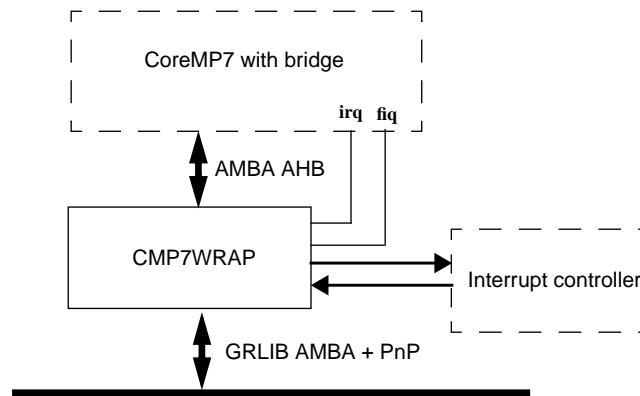 CoreMP7 with bridge
irq fiq
AMBA AHB
CMP7WRAP
Interrupt controller
GRLIB AMBA + PnP